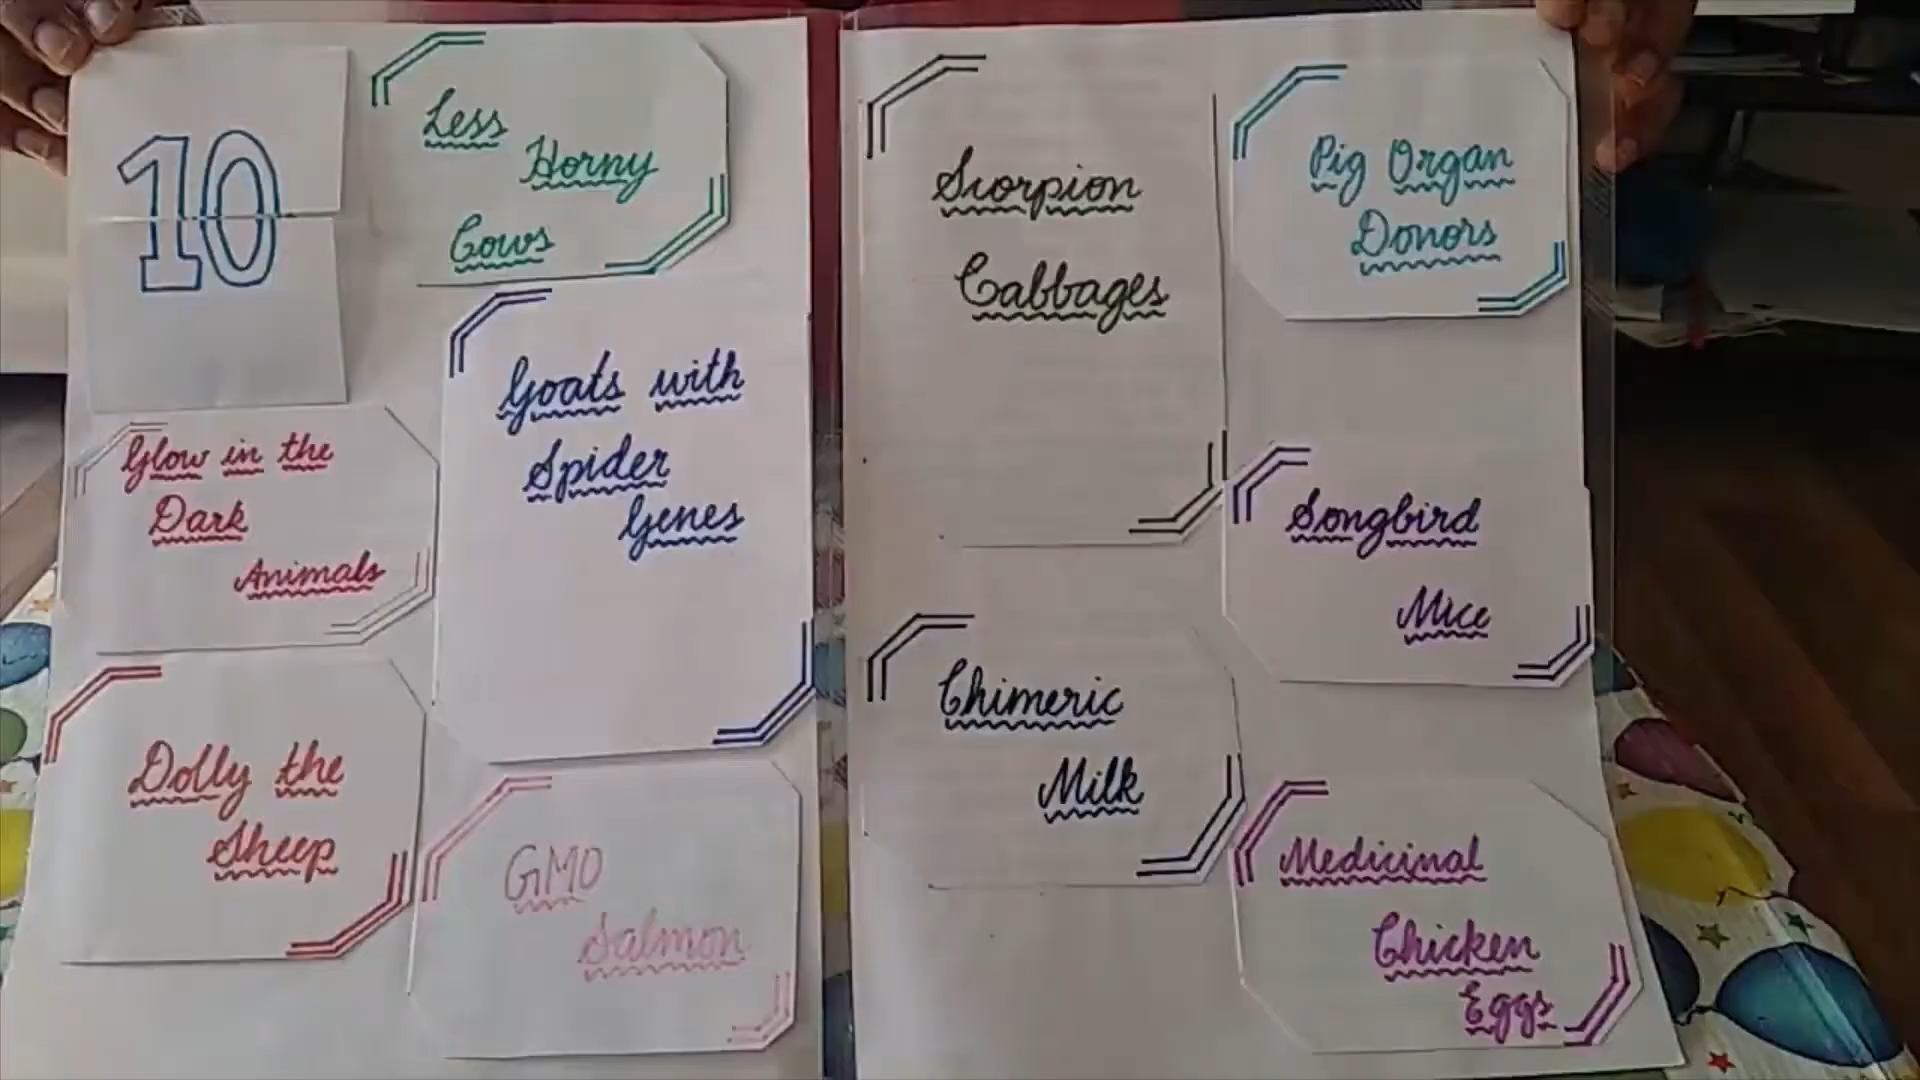 10
Less
Horny
Cows
Glow in the
Dark
Animals
Goats with
Spider
Genes
Dolly the
Sheep
GMO
Salmon
Scorpion
Cabbages
Pig Organ
Donors
Songbird
Mice
Chimeric
Milk
Medicinal
Chicken
Eggs